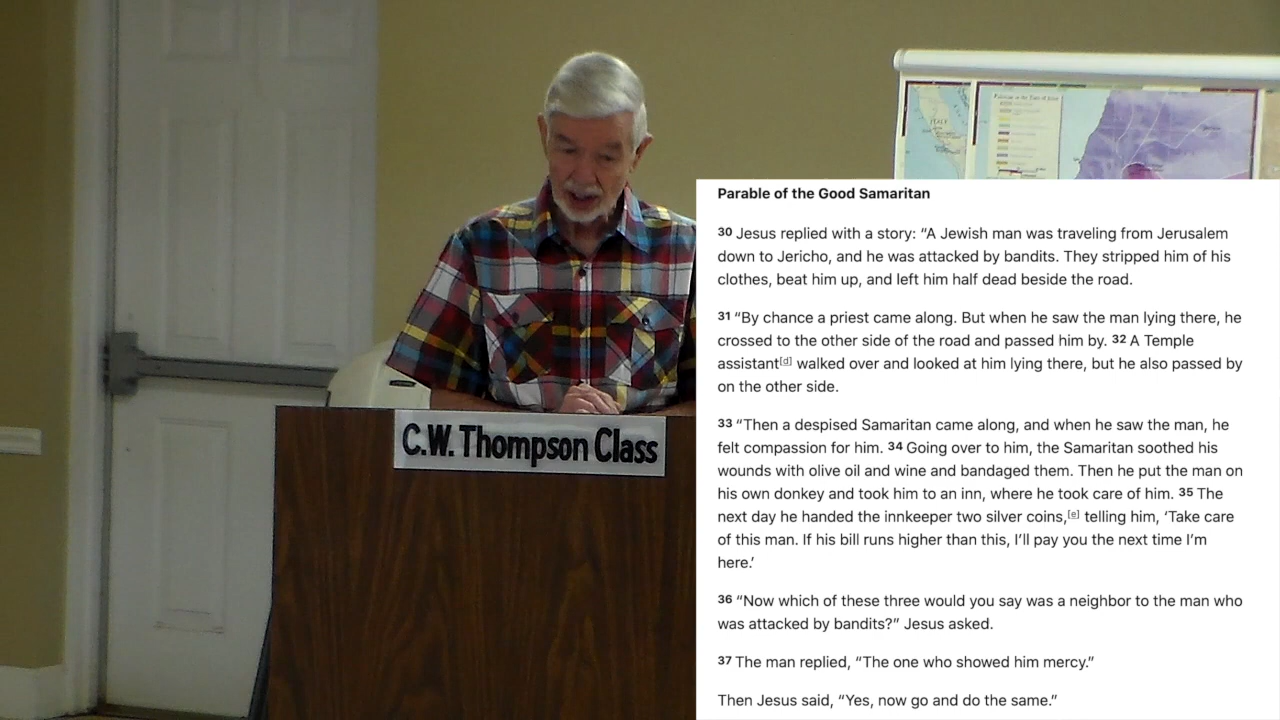 ITALY
C.W. Thompson Class
Parable of the Good Samaritan
30 Jesus replied with a story: “A Jewish man was traveling from Jerusalem
down to Jericho, and he was attacked by bandits. They stripped him of his
clothes, beat him up, and left him half dead beside the road.
31 “By chance a priest came along. But when he saw the man lying there, he
crossed to the other side of the road and passed him by. 32 A Temple
assistant[d] walked over and looked at him lying there, but he also passed by
on the other side.
33 “Then a despised Samaritan came along, and when he saw the man, he
felt compassion for him. 34 Going over to him, the Samaritan soothed his
wounds with olive oil and wine and bandaged them. Then he put the man on
his own donkey and took him to an inn, where he took care of him. 35 The
next day he handed the innkeeper two silver coins,[e] telling him, ‘Take care
of this man. If his bill runs higher than this, I’ll pay you the next time I’m
here.’
36 “Now which of these three would you say was a neighbor to the man who
was attacked by bandits?” Jesus asked.
37 The man replied, “The one who showed him mercy.”
Then Jesus said, “Yes, now go and do the same.”